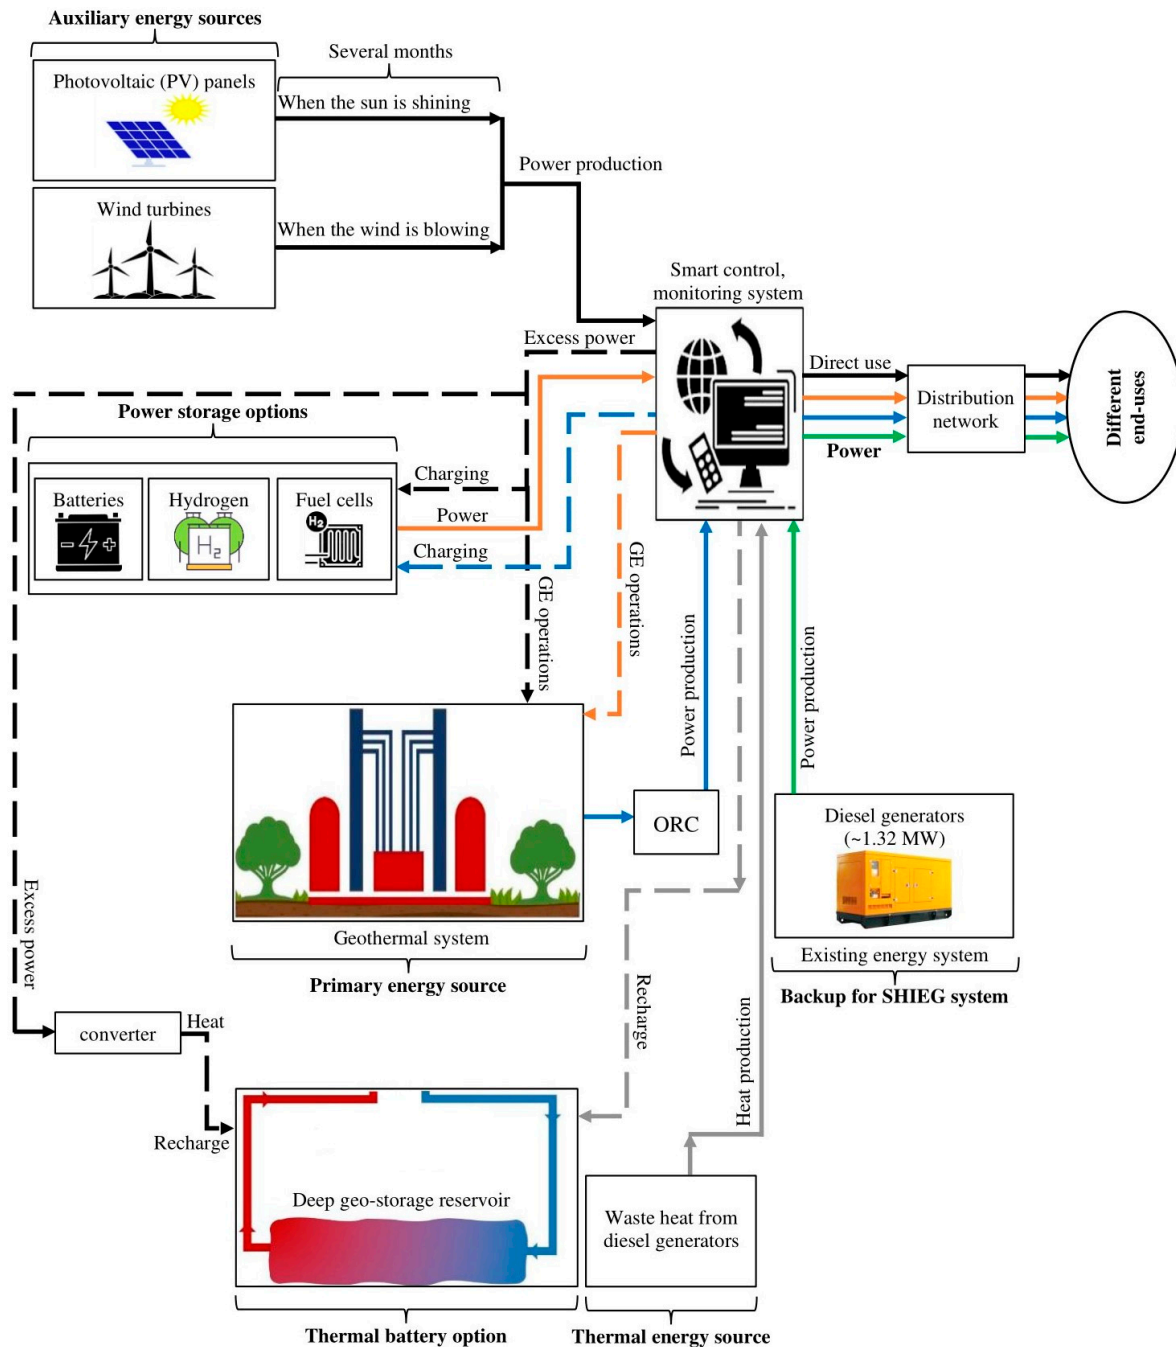 Auxiliary energy sources
Several months
Photovoltaic (PV) panels
When the sun is shining
Power production
Wind turbines
When the wind is blowing
Smart control,
monitoring system
Excess power
Direct use
Distribution
network
Power
Different
end-uses
Power storage options
Charging
Batteries
Hydrogen
Fuel cells
H2
H2
Power
Charging
GE operations
GE operations
Power production
Power production
ORC
Diesel generators
(~1.32 MW)
Geothermal system
Primary energy source
Existing energy system
Backup for SHIEG system
Excess power
converter
Heat
Recharge
Recharge
Heat production
Deep geo-storage reservoir
Waste heat from
diesel generators
Thermal battery option
Thermal energy source